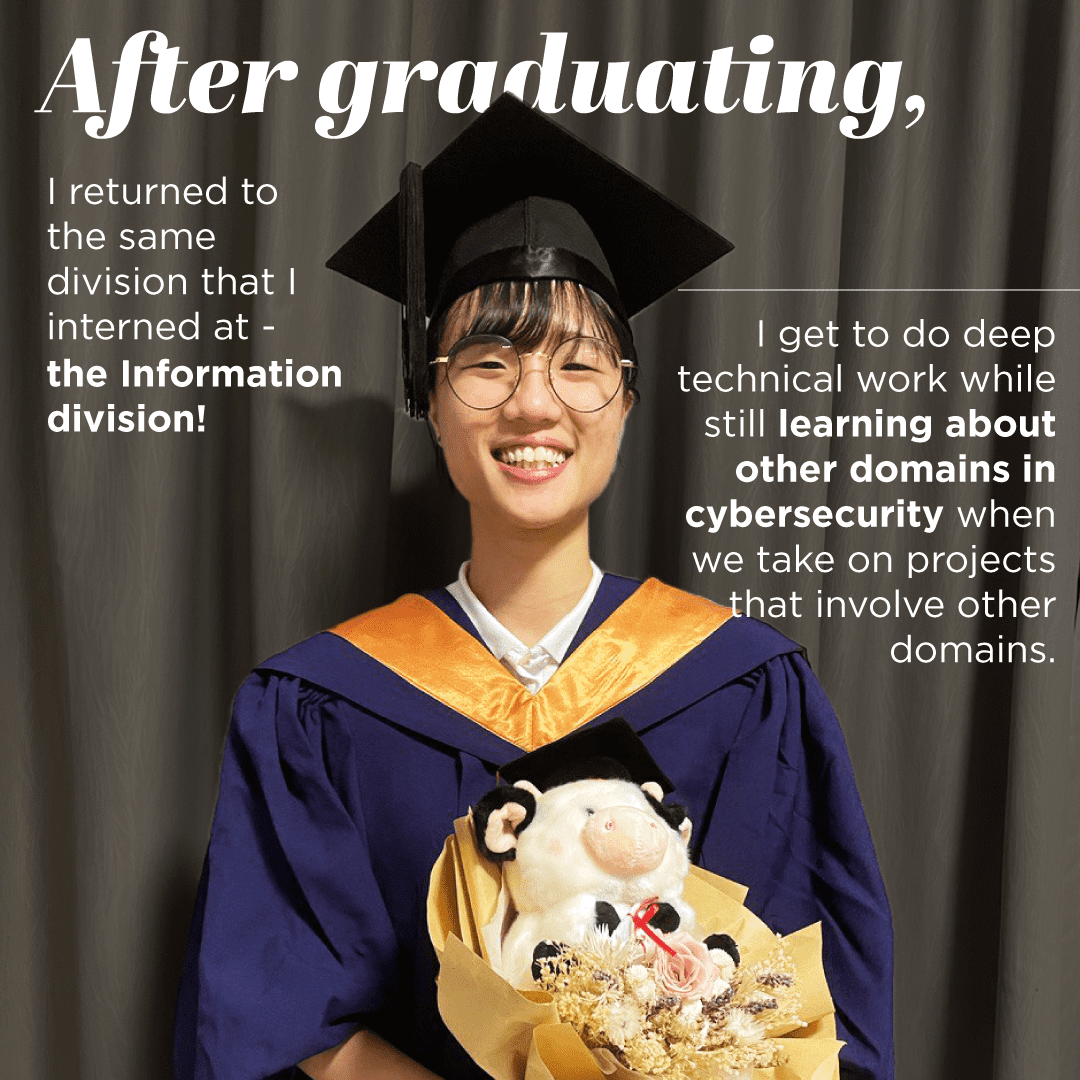 After graduating,
I returned to
the same
division that I
interned at -
the Information
division!
I get to do deep
technical work while
still learning about
other domains in
cybersecurity when
we take on projects
that involve other
domains.